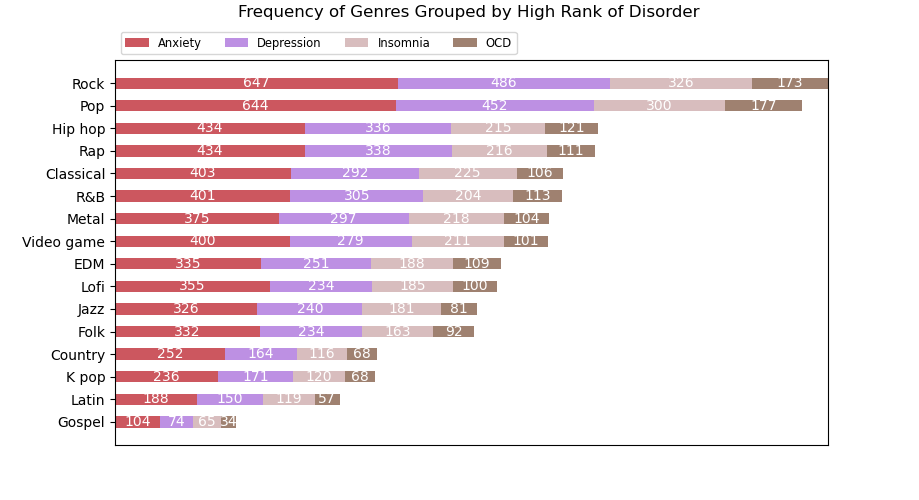 Frequency of Genres Grouped by High Rank of Disorder
Anxiety Depression Insomnia OCD
Rock 647 486 326 173
Pop 644 452 300 177
Hip hop 434 336 215 121
Rap 434 338 216 111
Classical 403 292 225 106
R&B 401 305 204 113
Metal 375 297 218 104
Video game 400 279 211 101
EDM 335 251 188 109
Lofi 355 234 185 100
Jazz 326 240 181 81
Folk 332 234 163 92
Country 252 164 116 68
K pop 236 171 120 68
Latin 188 150 119 57
Gospel 104 74 65 34